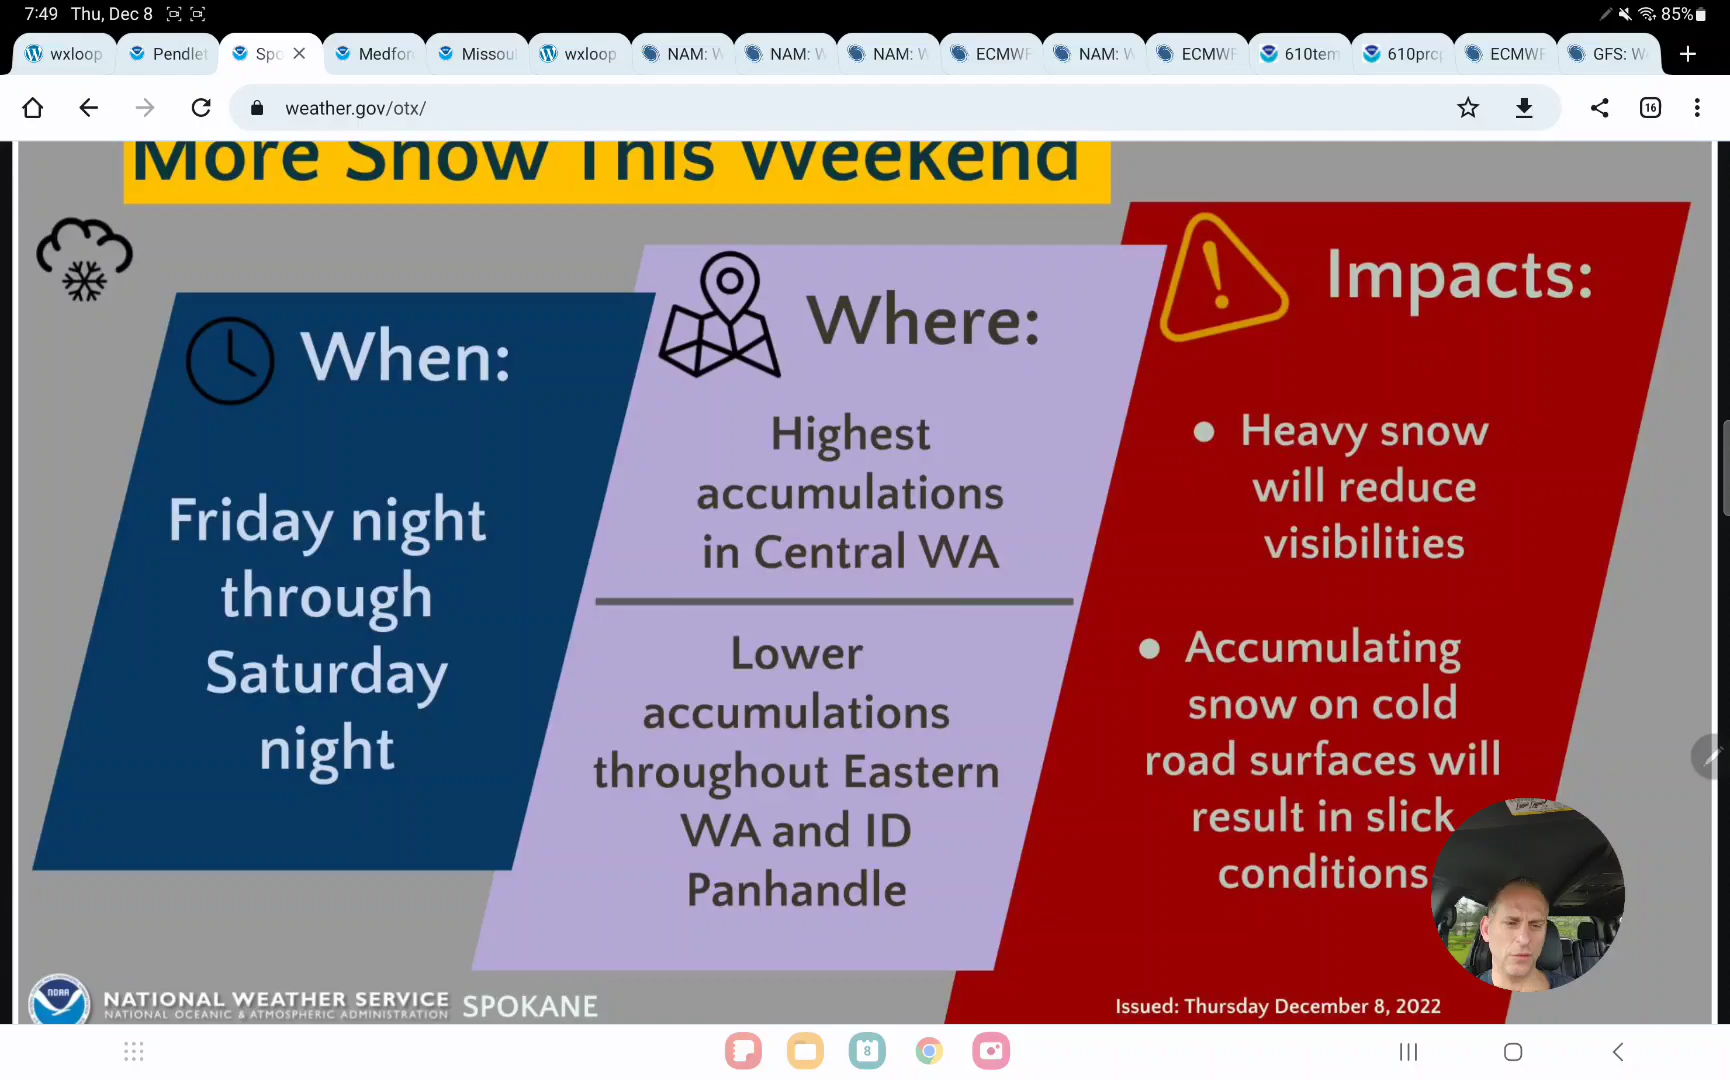 7:49 Thu, Dec 8
85%
wxloop
Pendlet
Spo
Medfor
Missou
wxloop
NAM: W
NAM: W
NAM: W
ECMWF
NAM: W
ECMWF
610tem
610prcp
ECMWF
GFS: W
weather.gov/otx/
16
More Snow This Weekend
When:
Friday night
through
Saturday
night
Where:
Highest
accumulations
in Central WA
Lower
accumulations
throughout Eastern
WA and ID
Panhandle
Impacts:
● Heavy snow
will reduce
visibilities
● Accumulating
snow on cold
road surfaces will
result in slick
conditions
NOAA
NATIONAL WEATHER SERVICE SPOKANE
NATIONAL OCEANIC & ATMOSPHERIC ADMINISTRATION
Issued: Thursday December 8, 2022
8